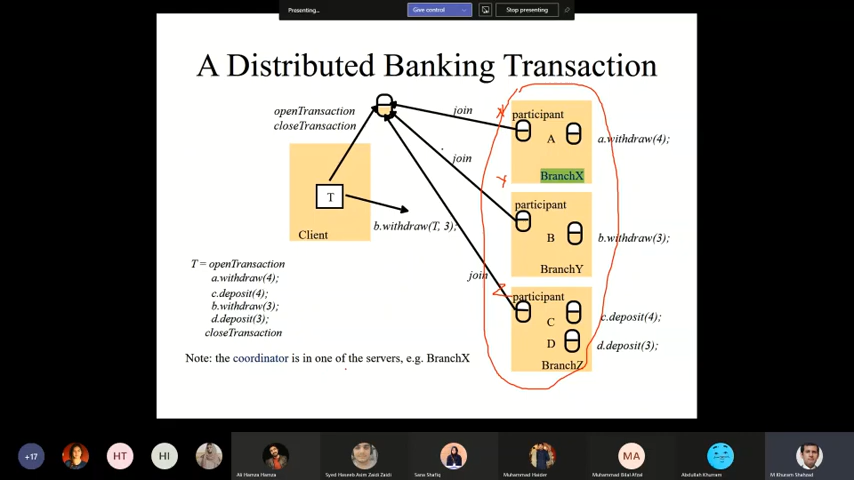 Presenting...
Give control
Stop presenting
A Distributed Banking Transaction
openTransaction
closeTransaction
join
join
join
T
Client
b.withdraw(T, 3);
X
participant
A
a.withdraw(4);
BranchX
Y
participant
B
b.withdraw(3);
BranchY
Z
participant
C
c.deposit(4);
D
d.deposit(3);
BranchZ
T = openTransaction
a.withdraw(4);
c.deposit(4);
b.withdraw(3);
d.deposit(3);
closeTransaction
Note: the coordinator is in one of the servers, e.g. BranchX
+17
HT
HI
Ali Hamza Hamza
Syed Haseeb Azm Zaidi Zaidi
Sana Shafiq
Muhammad Haider
MA
Muhammad Bilal Afzal
Abdullah Khurram
M Khuram Shahzad